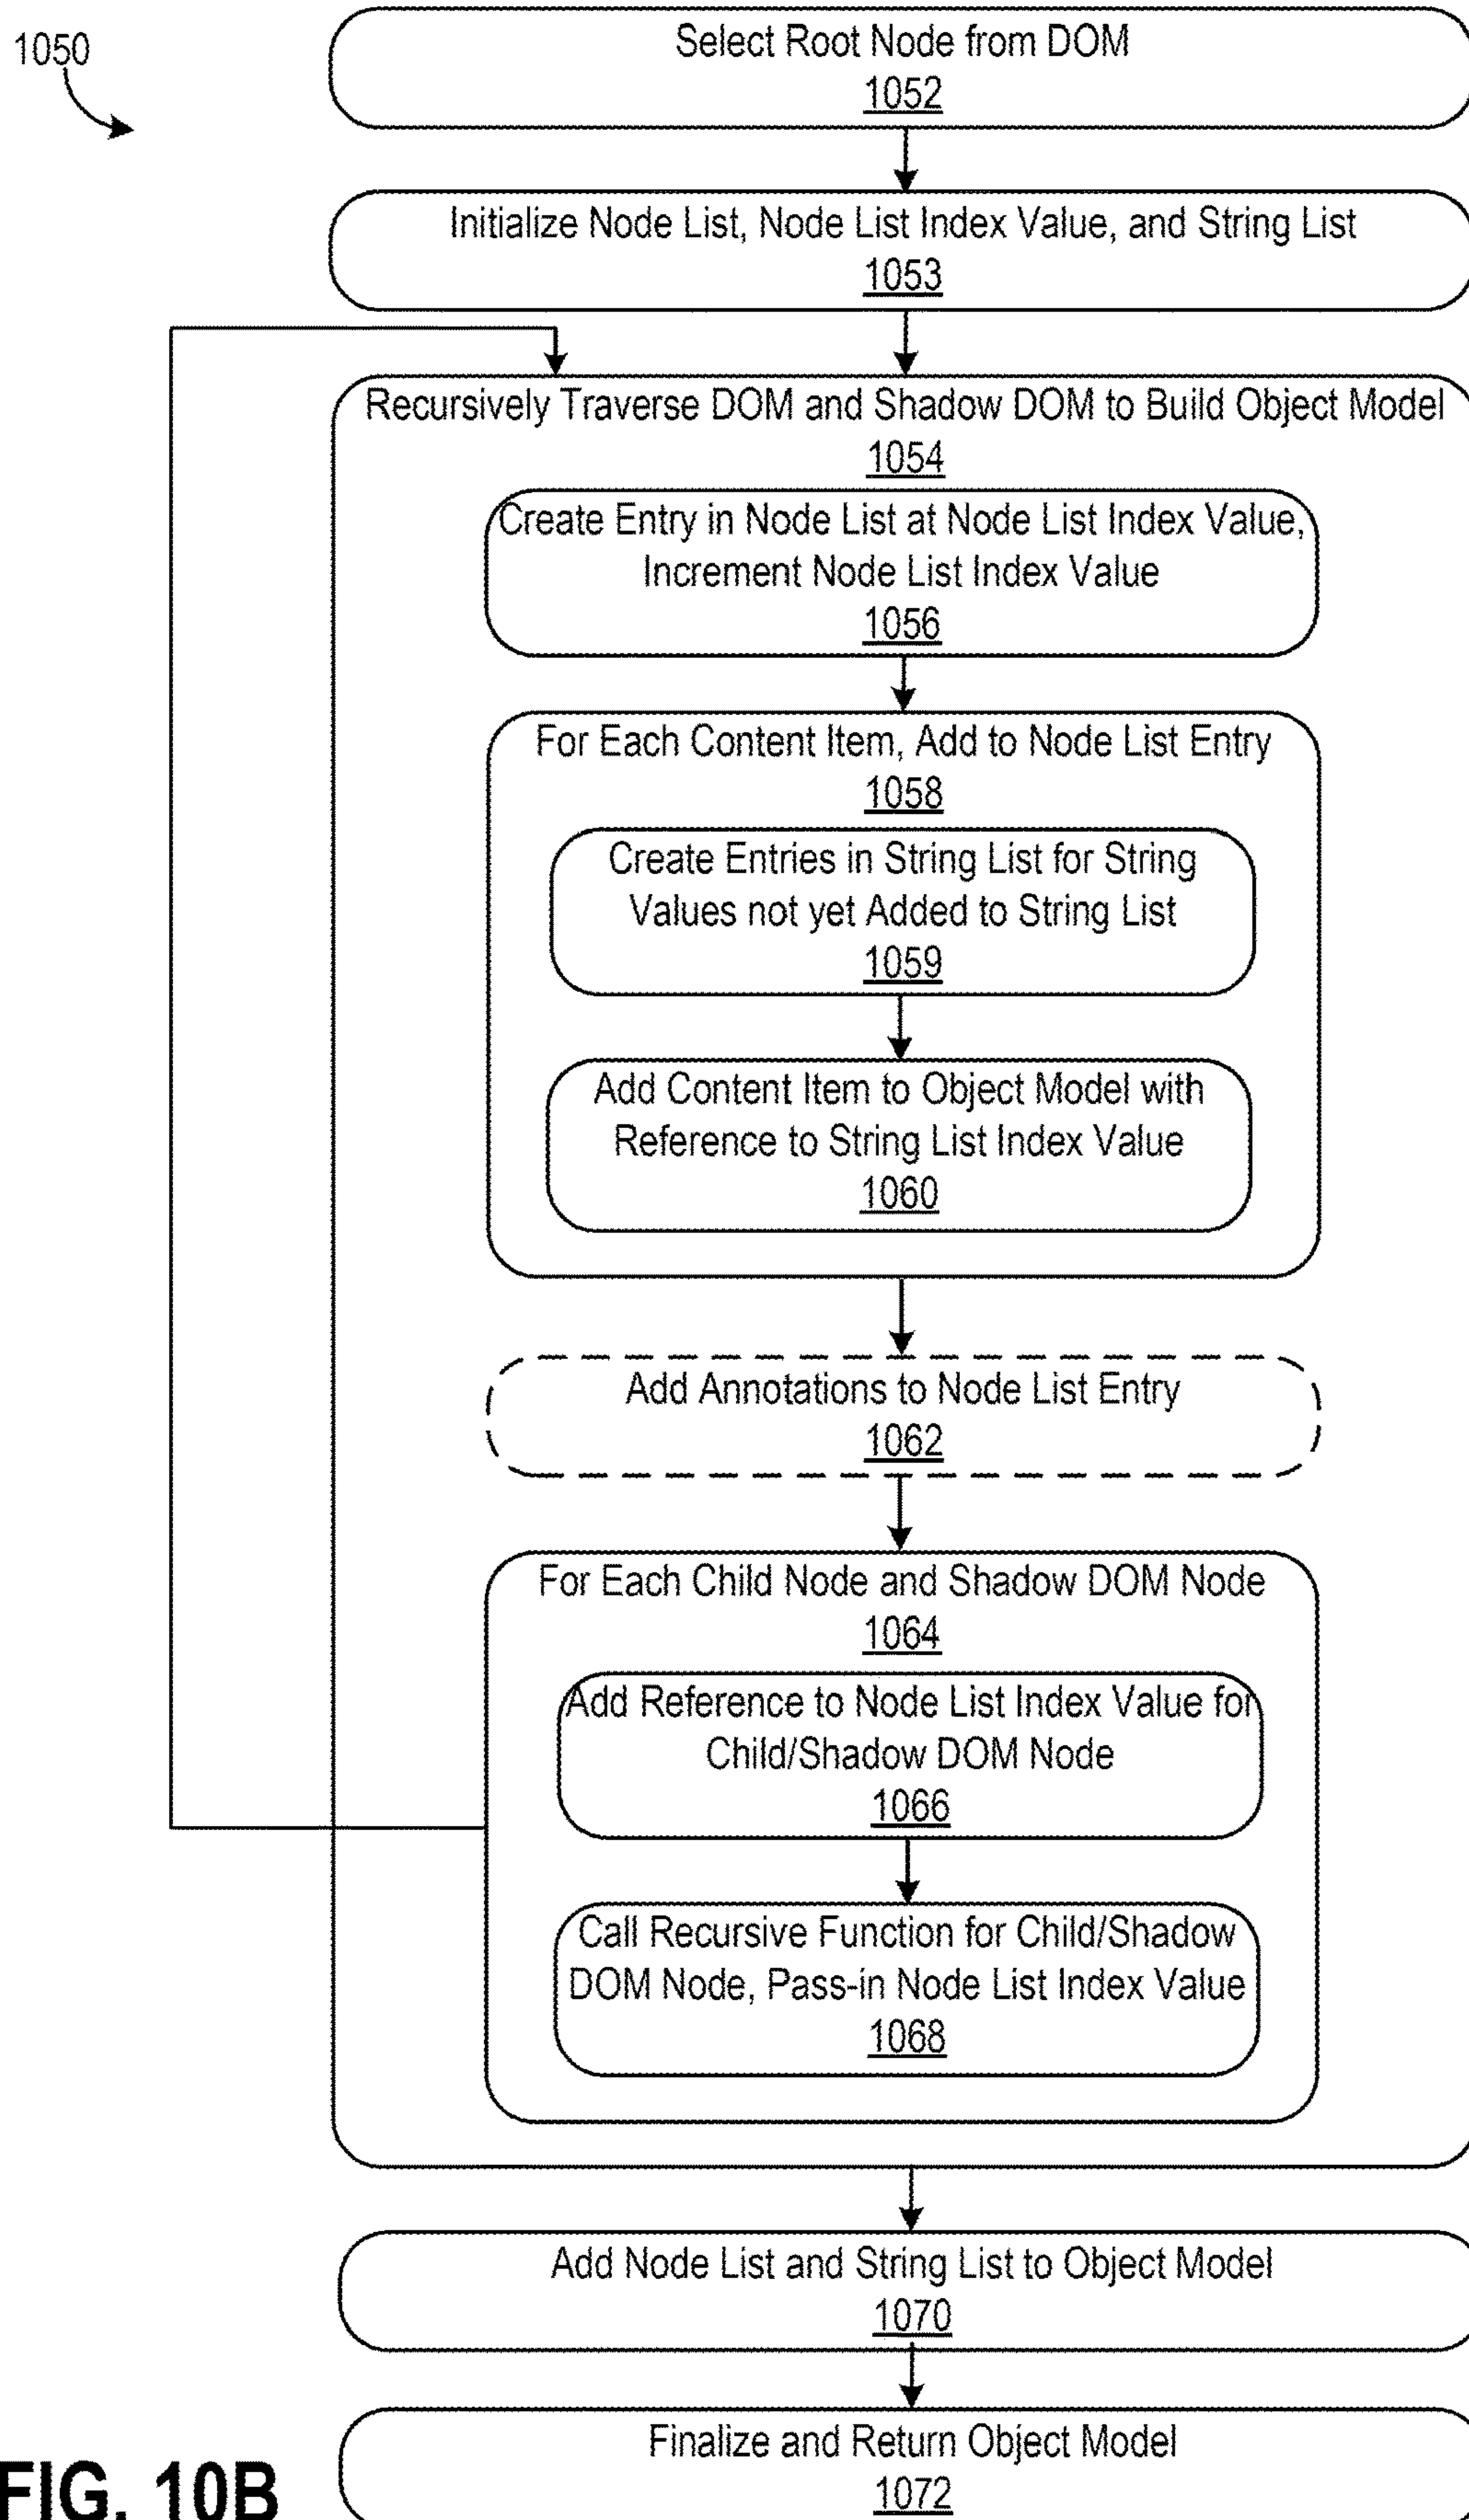 1050
Select Root Node from DOM
1052
Initialize Node List, Node List Index Value, and String List
1053
Recursively Traverse DOM and Shadow DOM to Build Object Model
1054
Create Entry in Node List at Node List Index Value,
Increment Node List Index Value
1056
For Each Content Item, Add to Node List Entry
1058
Create Entries in String List for String
Values not yet Added to String List
1059
Add Content Item to Object Model with
Reference to String List Index Value
1060
Add Annotations to Node List Entry
1062
For Each Child Node and Shadow DOM Node
1064
Add Reference to Node List Index Value for
Child/Shadow DOM Node
1066
Call Recursive Function for Child/Shadow
DOM Node, Pass-in Node List Index Value
1068
Add Node List and String List to Object Model
1070
Finalize and Return Object Model
1072
FIG. 10B